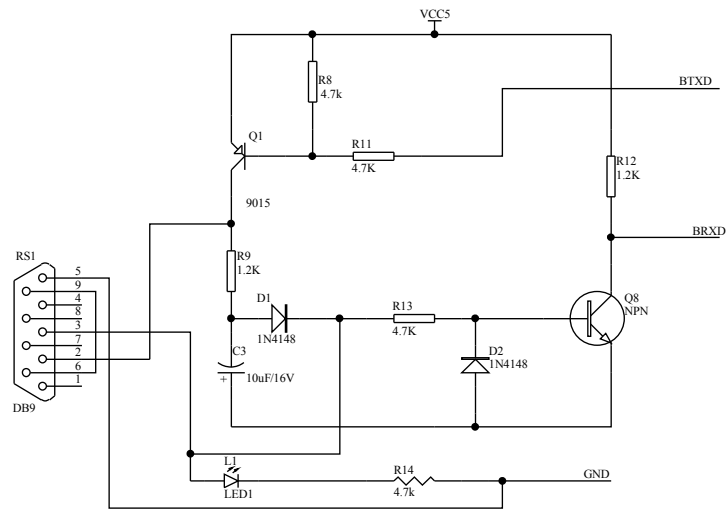 VCC5
R8
4.7k
BTXD
Q1
R11
4.7K
R12
1.2K
9015
BRXD
RS1
R9
1.2K
5
9
4
8
3
7
2
6
1
DB9
D1
1N4148
R13
4.7K
Q8
NPN
D2
1N4148
C3
+
10uF/16V
L1
LED1
R14
4.7k
GND